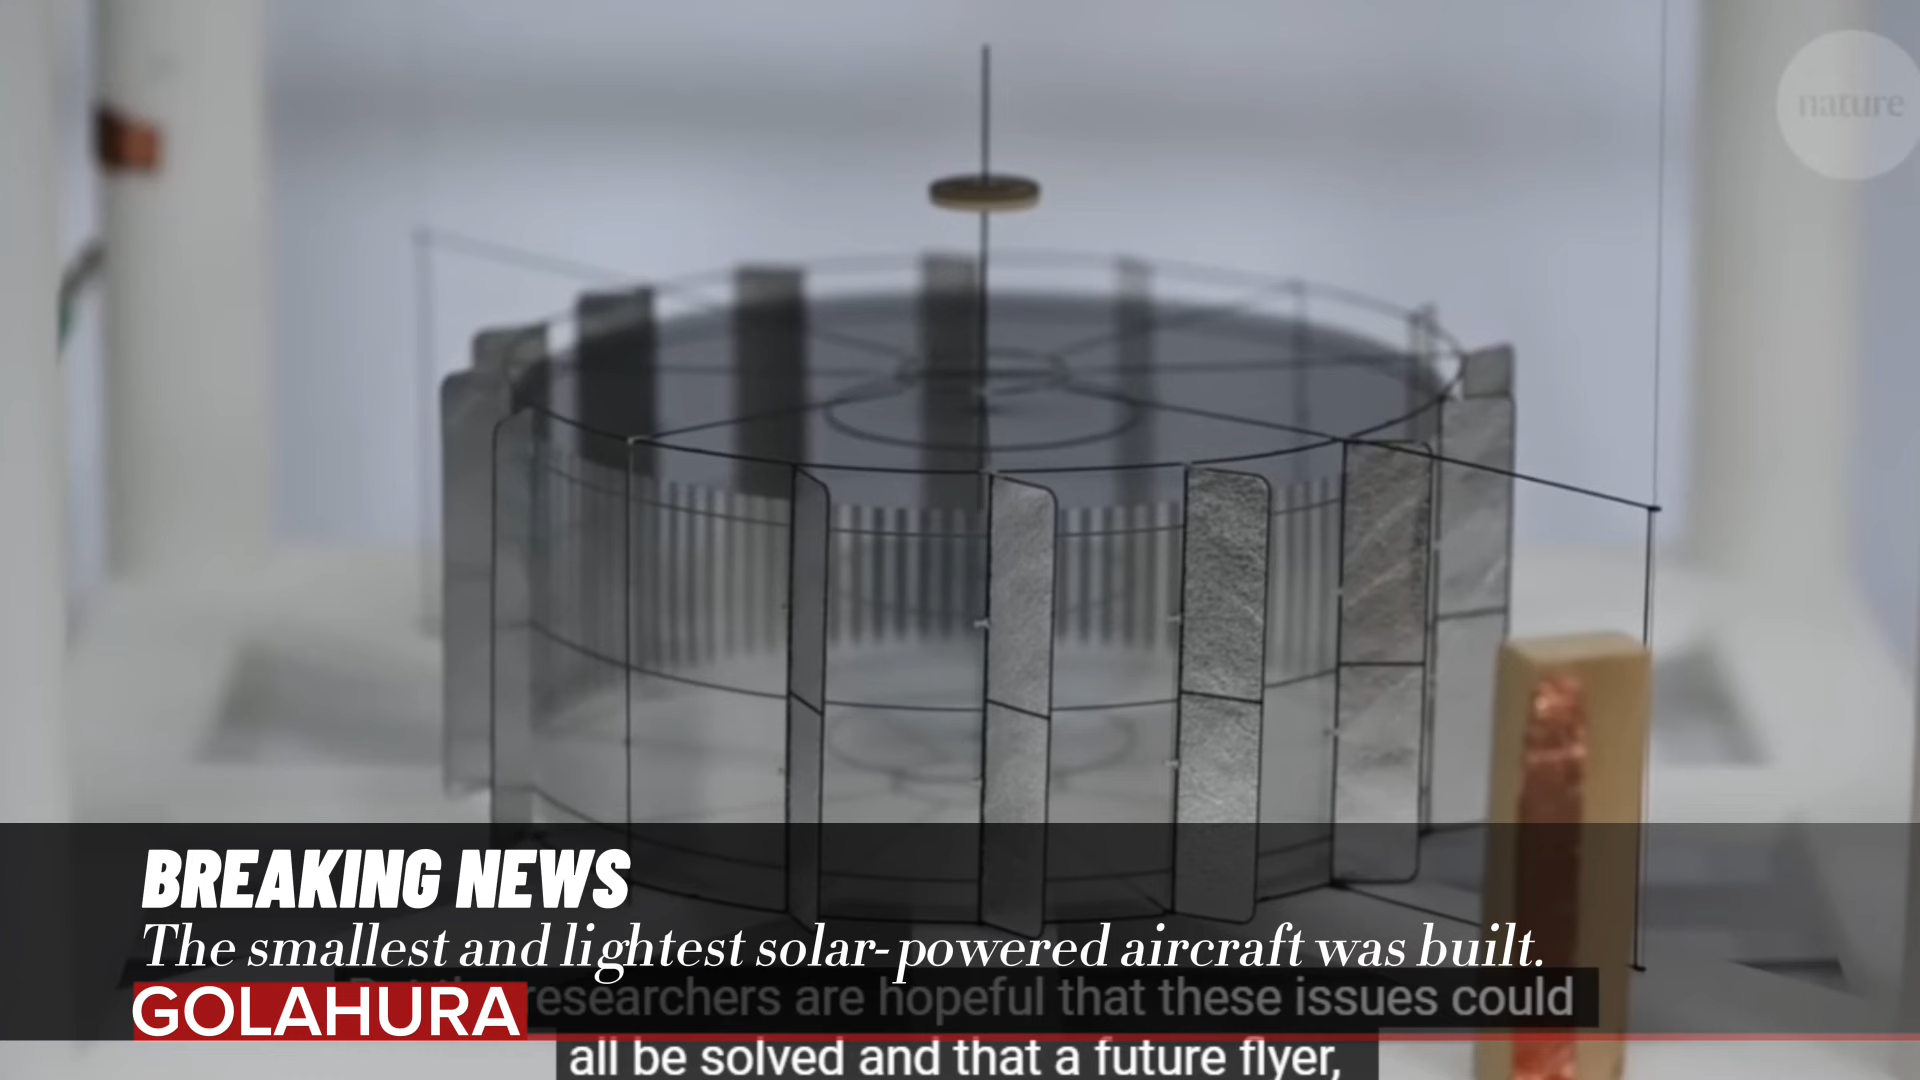 nature
BREAKING NEWS
The smallest and lightest solar-powered aircraft was built.
researchers are hopeful that these issues could
GOLAHURA
all be solved and that a future flyer,